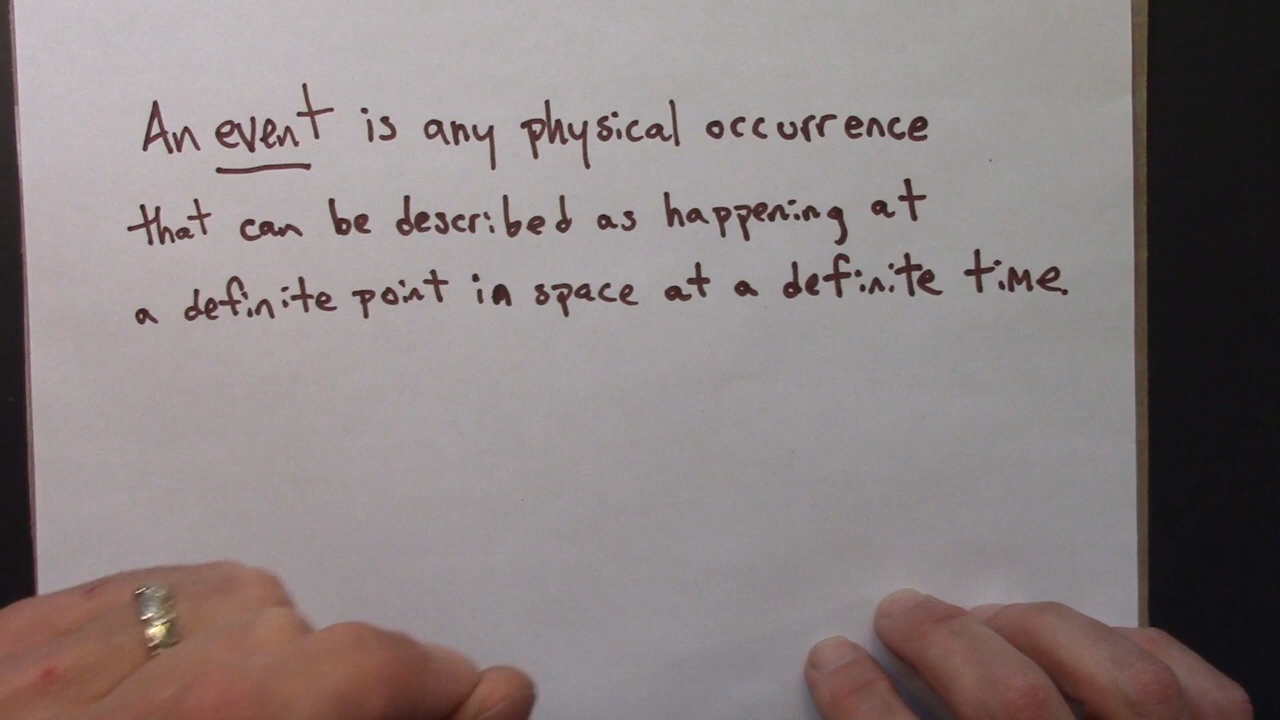 An event is any physical occurrence
that can be described as happening at
a definite point in space at a definite time.